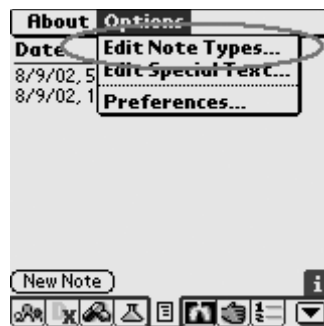 About Options
Date
Edit Note Types...
8/9/02, 5
Edit Special Text...
8/9/02, 1
Preferences...
New Note
i